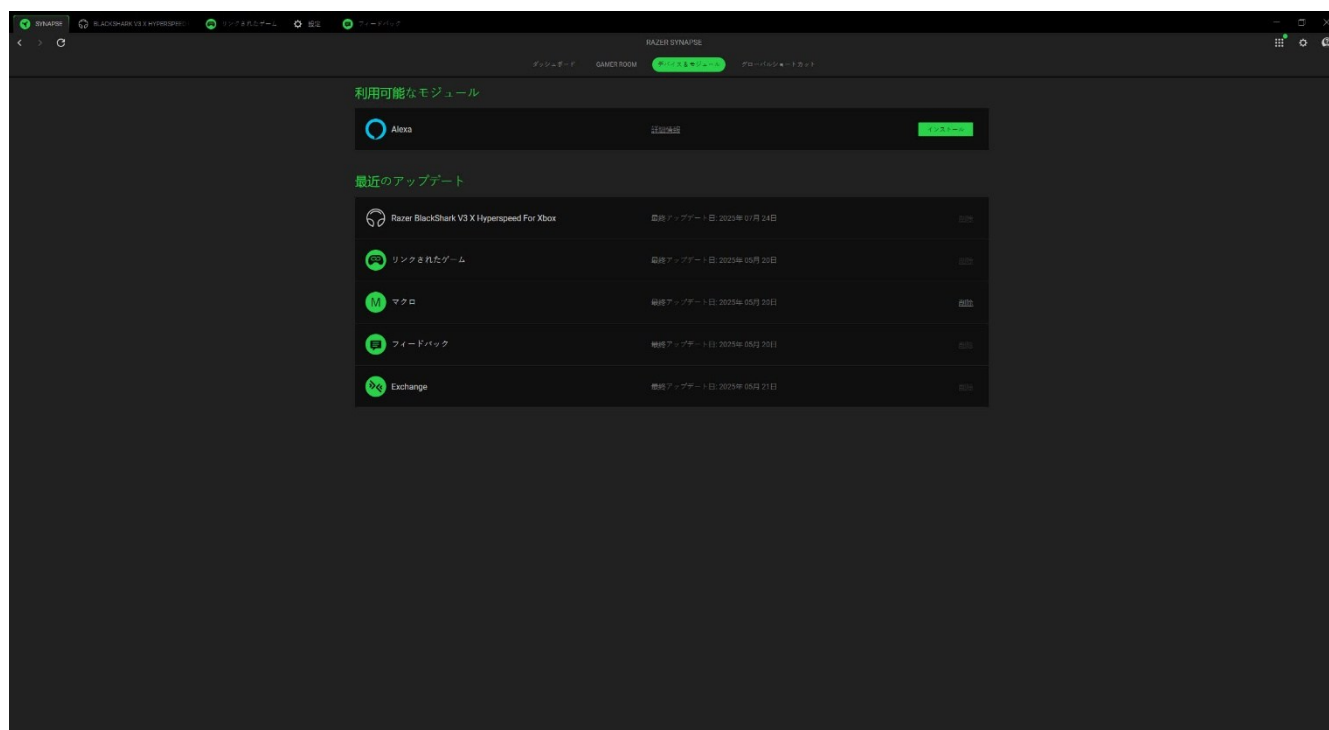 SYNAPSE
BLACKSHARK V3 X HYPERSPEED
リンクされたゲーム
設定
フィードバック
RAZER SYNAPSE
ダッシュボード
GAMER ROOM
デバイス & モジュール
グローバルショートカット
利用可能なモジュール
Alexa
詳細情報
インストール
最近のアップデート
Razer BlackShark V3 X Hyperspeed For Xbox
最終アップデート日: 2025年 07月 24日
削除
リンクされたゲーム
最終アップデート日: 2025年 05月 20日
削除
M
マクロ
最終アップデート日: 2025年 05月 20日
削除
フィードバック
最終アップデート日: 2025年 05月 20日
削除
Exchange
最終アップデート日: 2025年 05月 21日
削除